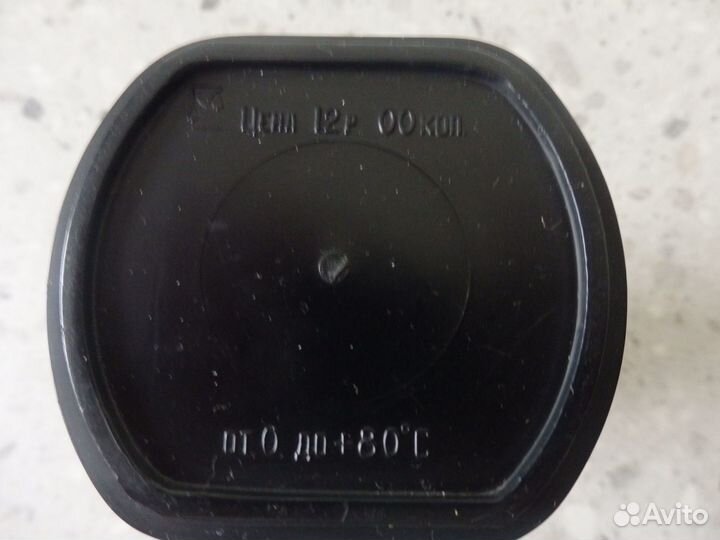 Цена 12р 00коп.
от 0 до +80°С
Avito